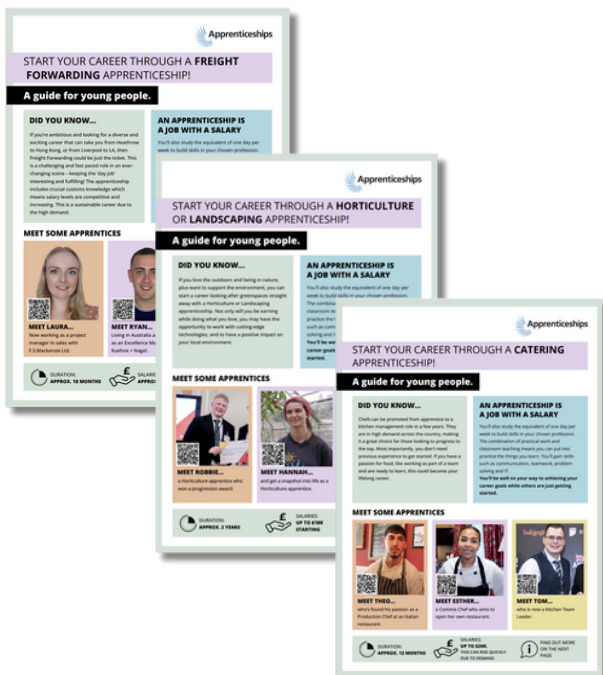 Apprenticeships
START YOUR CAREER THROUGH A FREIGHT
FORWARDING APPRENTICESHIP!
A guide for young people.
DID YOU KNOW...
If you're ambitious and looking for a diverse and
exciting career that can take you from Heathrow
to Hong Kong, or from Liverpool to LA, then
Freight Forwarding could be just the ticket. This
is a challenging and fast paced role in an ever-
changing scene – keeping the 'day job'
interesting and fulfilling! The apprenticeship
includes crucial customs knowledge which
means salary levels are competitive and
increasing. This is a sustainable career due to
the high demand.
AN APPRENTICESHIP IS
A JOB WITH A SALARY
You'll also study the equivalent of one day per
week to build skills in your chosen profession.
MEET SOME APPRENTICES
MEET LAURA...
Now working as a project
manager in sales with
F.S.Mackenzie Ltd.
MEET RYAN...
Living in Australia
as an Excellence
Kuehne + Nagel.
DURATION:
APPROX. 18 MONTHS
Apprenticeships
START YOUR CAREER THROUGH A HORTICULTURE
OR LANDSCAPING APPRENTICESHIP!
A guide for young people.
DID YOU KNOW...
If you love the outdoors and being in nature,
plus want to support the environment, you can
start a career looking after greenspaces straight
away with a Horticulture or Landscaping
apprenticeship. Not only will you be earning
while doing what you love, you may have the
opportunity to work with cutting-edge
technologies, and to have a positive impact on
your local environment.
AN APPRENTICESHIP IS
A JOB WITH A SALARY
You'll also study the equivalent of one day per
week to build skills in your chosen profession.
MEET SOME APPRENTICES
MEET ROBBIE...
a Horticulture apprentice who
won a progression award.
MEET HANNAH...
and get a snapshot into life as a
Horticulture apprentice.
DURATION:
APPROX. 2 YEARS
SALARIES:
UP TO £18K
STARTING
Apprenticeships
START YOUR CAREER THROUGH A CATERING
APPRENTICESHIP!
A guide for young people.
DID YOU KNOW...
Chefs can be promoted from apprentice to a
kitchen management role in a few years. They
are in high demand across the country, making
it a great choice for those looking to progress to
the top. Most importantly, you don't need
previous experience to get started. If you have a
passion for food, like working as part of a team
and are ready to learn, this could become your
lifelong career.
AN APPRENTICESHIP IS
A JOB WITH A SALARY
You'll also study the equivalent of one day per
week to build skills in your chosen profession.
The combination of practical work and
classroom teaching means you can put into
practice the things you learn. You'll gain skills
such as communication, teamwork, problem
solving and IT.
You'll be well on your way to achieving your
career goals while others are just getting
started.
MEET SOME APPRENTICES
MEET THEO...
who's found his passion as a
Production Chef at an Italian
restaurant.
MEET ESTHER...
a Commis Chef who aims to
open her own restaurant.
MEET TOM...
who is now a Kitchen Team
Leader.
DURATION:
APPROX. 12 MONTHS
SALARIES:
UP TO £20K.
THIS CAN RISE QUICKLY
DUE TO DEMAND.
FIND OUT MORE
ON THE NEXT
PAGE